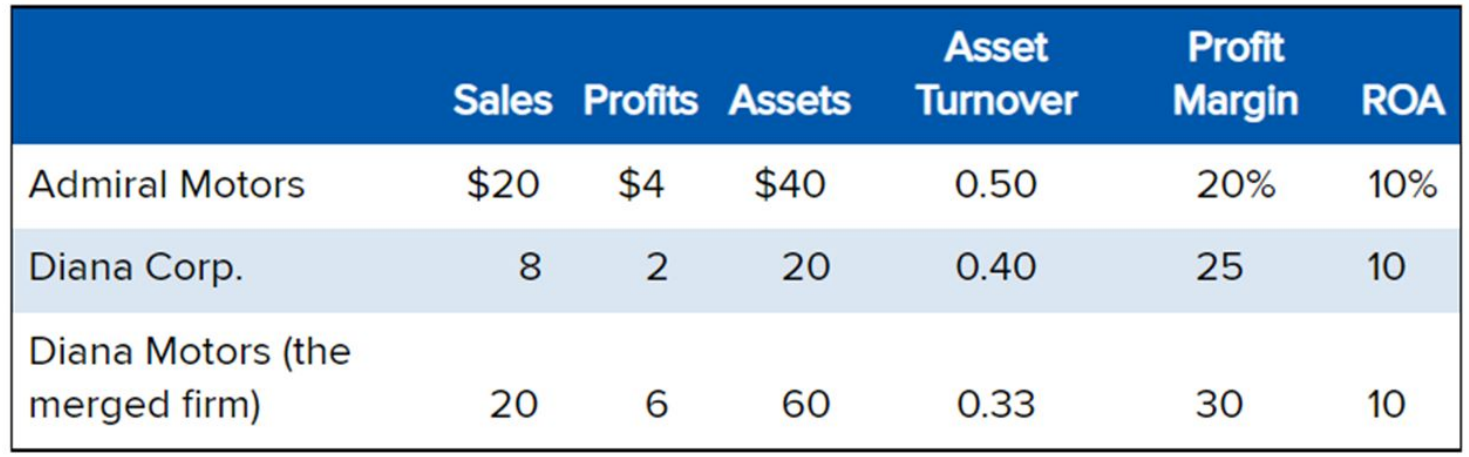 Asset Profit
Sales Profits Assets Turnover Margin ROA
Admiral Motors $20 $4 $40 0.50 20% 10%
Diana Corp. 8 2 20 0.40 25 10
Diana Motors (the
merged firm) 20 6 60 0.33 30 10